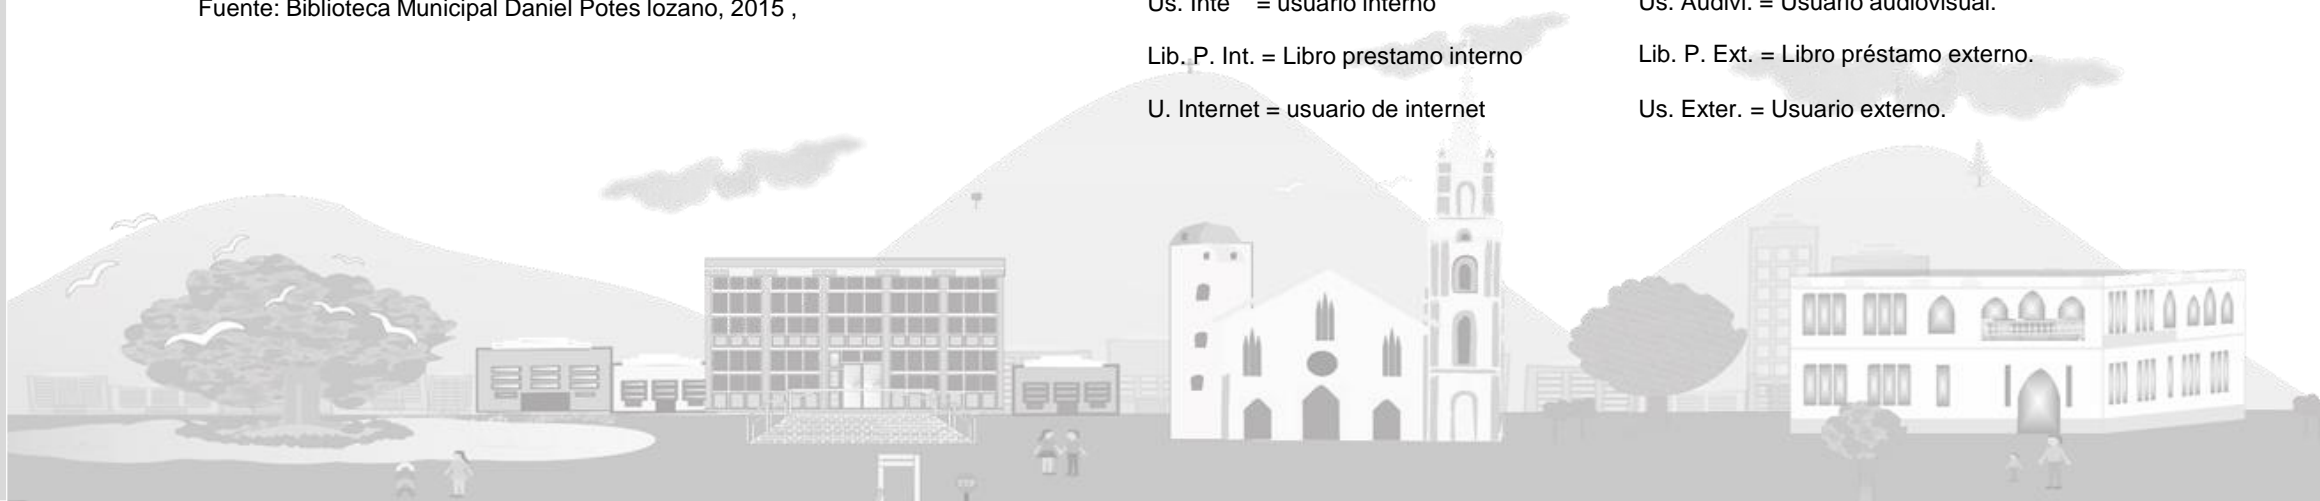 Fuente: Biblioteca Municipal Daniel Potes lozano, 2015 ,
Us. Inte = usuario interno
Us. Audivi. = Usuario audiovisual.
Lib. P. Int. = Libro prestamo interno
Lib. P. Ext. = Libro préstamo externo.
U. Internet = usuario de internet
Us. Exter. = Usuario externo.